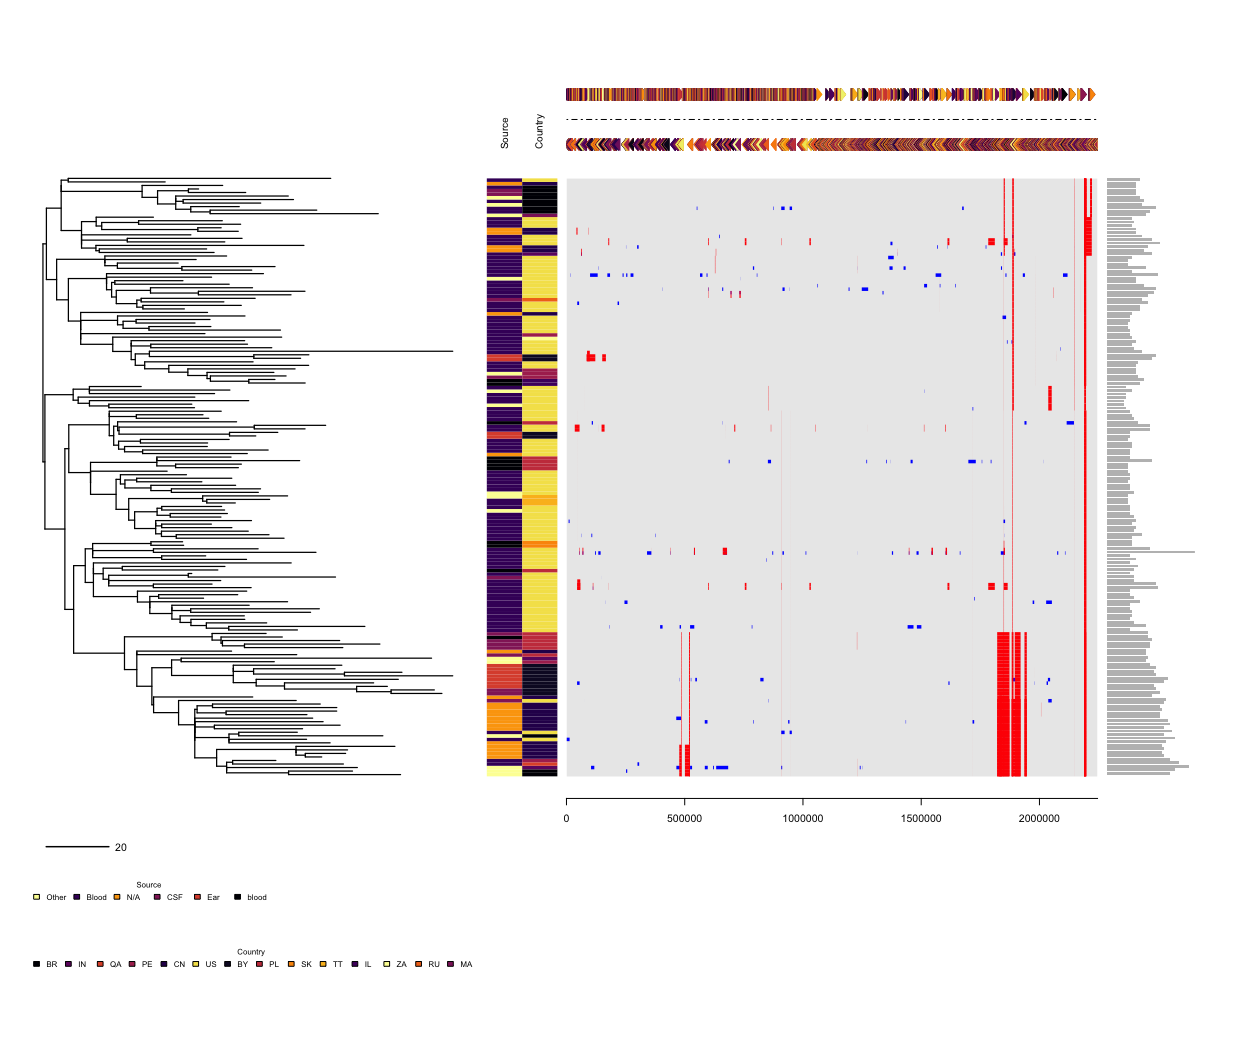 Source
Country
0
500000
1000000
1500000
2000000
20
Source
Other Blood N/A CSF Ear blood
Country
BR IN QA PE CN US BY PL SK TT IL ZA RU MA